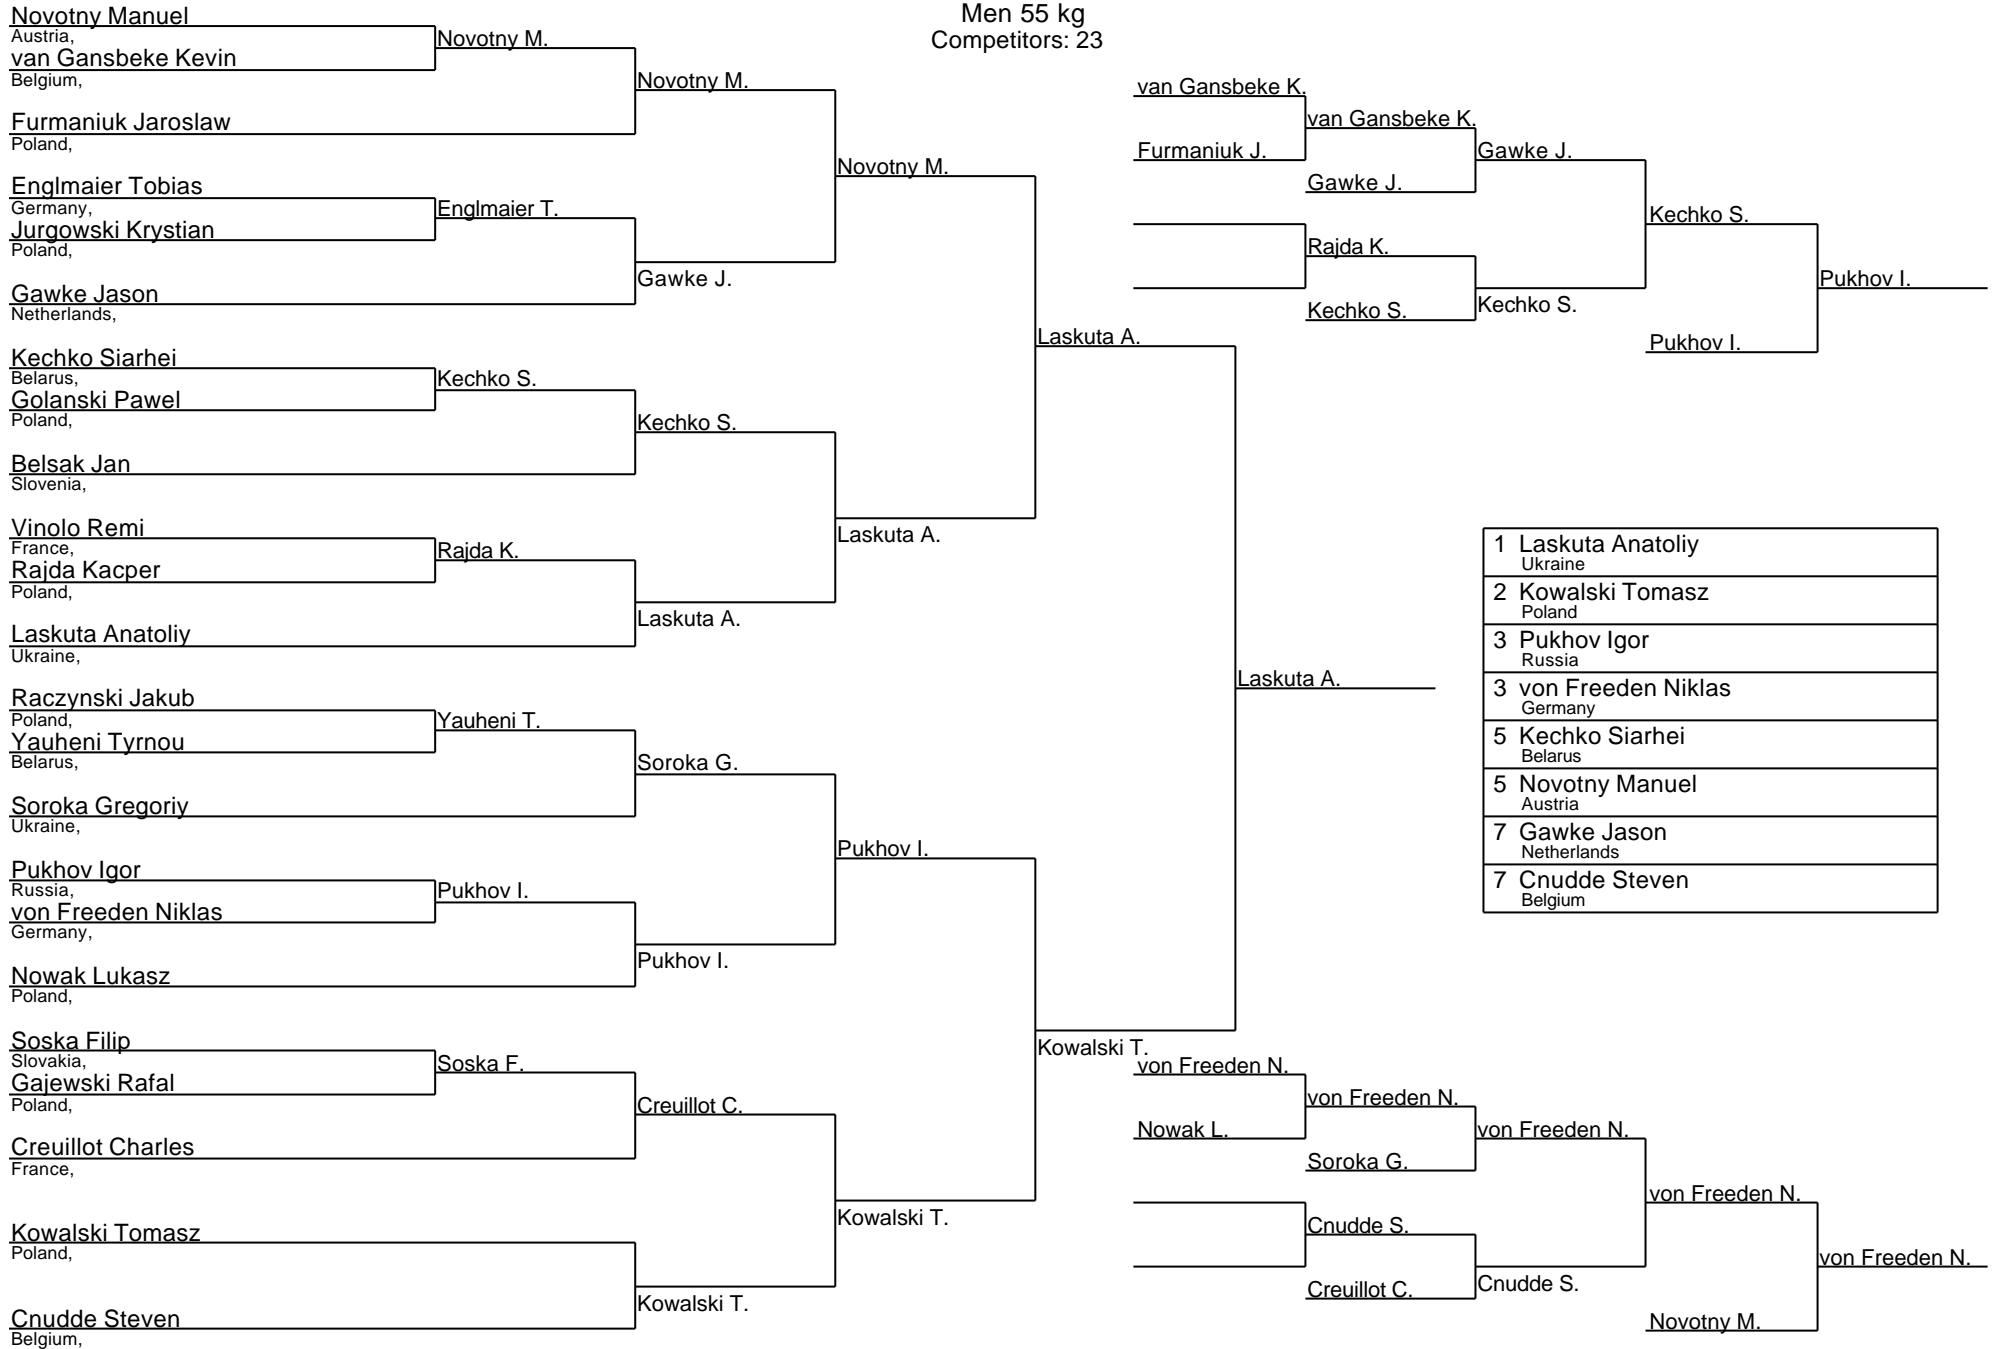 Men 55 kg
Competitors: 23
Novotny Manuel
Austria,
van Gansbeke Kevin
Belgium,
Furmaniuk Jaroslaw
Poland,
Englmaier Tobias
Germany,
Jurgowski Krystian
Poland,
Gawke Jason
Netherlands,
Kechko Siarhei
Belarus,
Golanski Pawel
Poland,
Belsak Jan
Slovenia,
Vinolo Remi
France,
Rajda Kacper
Poland,
Laskuta Anatoliy
Ukraine,
Raczynski Jakub
Poland,
Yauheni Tyrnou
Belarus,
Soroka Gregoriy
Ukraine,
Pukhov Igor
Russia,
von Freeden Niklas
Germany,
Nowak Lukasz
Poland,
Soska Filip
Slovakia,
Gajewski Rafal
Poland,
Creuillot Charles
France,
Kowalski Tomasz
Poland,
Cnudde Steven
Belgium,
Novotny M.
Englmaier T.
Kechko S.
Rajda K.
Yauheni T.
Pukhov I.
Soska F.
Novotny M.
Gawke J.
Kechko S.
Laskuta A.
Soroka G.
Pukhov I.
Creuillot C.
Kowalski T.
Novotny M.
Laskuta A.
Pukhov I.
Kowalski T.
Laskuta A.
Kowalski T.
Laskuta A.
van Gansbeke K.
Furmaniuk J.
van Gansbeke K.
Gawke J.
Rajda K.
Kechko S.
Gawke J.
Kechko S.
Kechko S.
Pukhov I.
Pukhov I.
1 Laskuta Anatoliy
Ukraine
2 Kowalski Tomasz
Poland
3 Pukhov Igor
Russia
3 von Freeden Niklas
Germany
5 Kechko Siarhei
Belarus
5 Novotny Manuel
Austria
7 Gawke Jason
Netherlands
7 Cnudde Steven
Belgium
von Freeden N.
Nowak L.
von Freeden N.
Soroka G.
Cnudde S.
Creuillot C.
von Freeden N.
Cnudde S.
von Freeden N.
Novotny M.
von Freeden N.